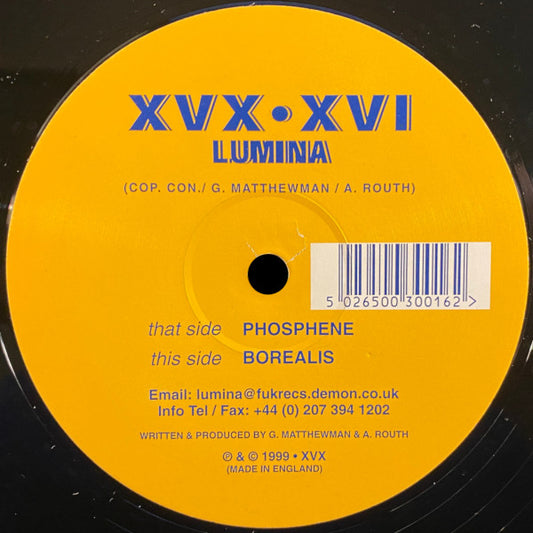 XVX • XVI
LUMINA
(COP. CON./ G. MATTHEWMAN / A. ROUTH)
5 026500 300162 >
that side PHOSPHENE
this side BOREALIS
Email: lumina@fukrecs.demon.co.uk
Info Tel / Fax: +44 (0) 207 394 1202
WRITTEN & PRODUCED BY G. MATTHEWMAN & A. ROUTH
℗ & © 1999 • XVX
(MADE IN ENGLAND)